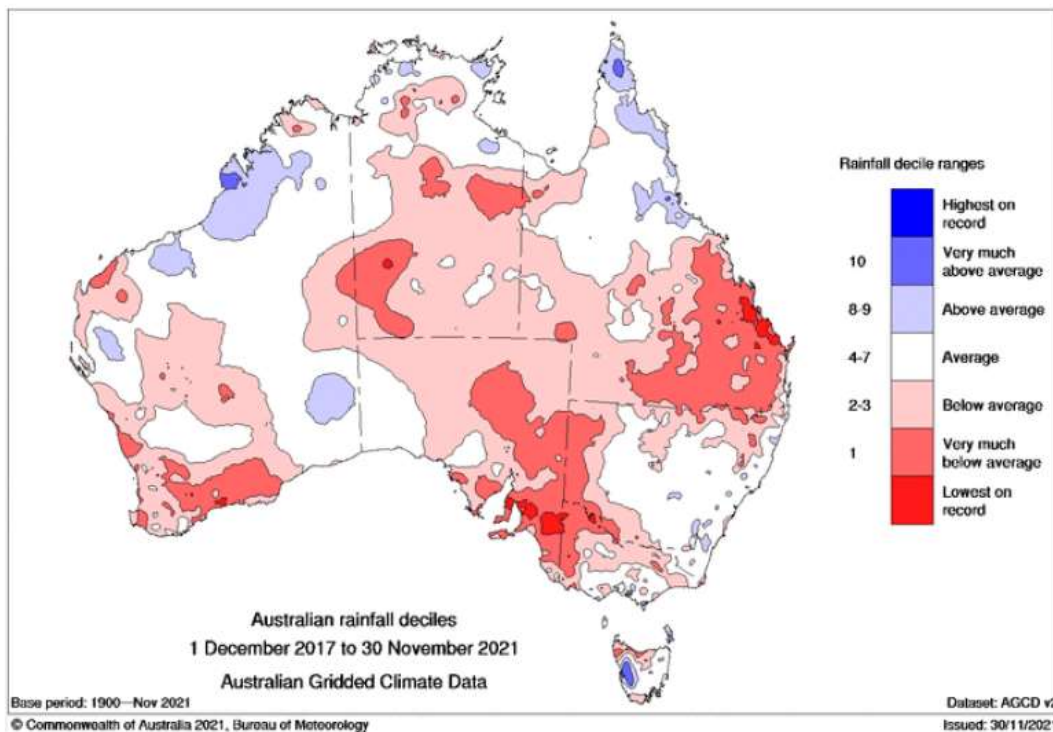 Rainfall decile ranges
Highest on
record
10
Very much
above average
8-9
Above average
4-7
Average
2-3
Below average
1
Very much
below average
Lowest on
record
Australian rainfall deciles
1 December 2017 to 30 November 2021
Australian Gridded Climate Data
Base period: 1900—Nov 2021
Dataset: AGCD v2
© Commonwealth of Australia 2021, Bureau of Meteorology
Issued: 30/11/2021